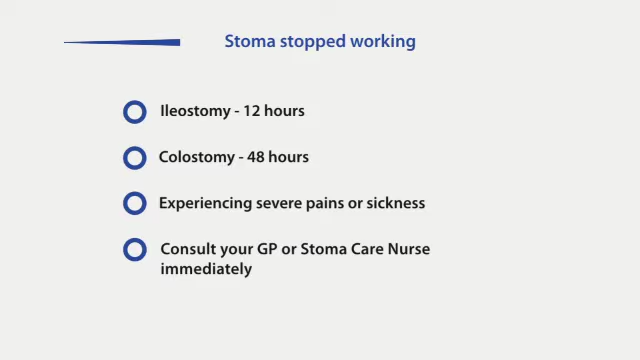 Stoma stopped working
Ileostomy - 12 hours
Colostomy - 48 hours
Experiencing severe pains or sickness
Consult your GP or Stoma Care Nurse
immediately